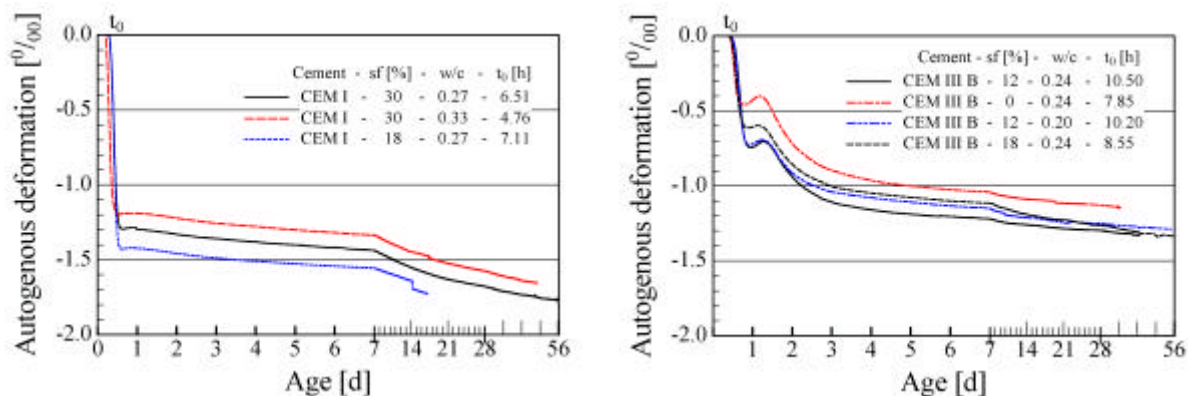 t₀
Autogenous deformation [⁰/₀₀]
0.0
-0.5
-1.0
-1.5
-2.0
Cement - sf [%] - w/c - t₀ [h]
CEM I - 30 - 0.27 - 6.51
CEM I - 30 - 0.33 - 4.76
CEM I - 18 - 0.27 - 7.11
0 1 2 3 4 5 6 7 14 28 56
Age [d]
t₀
Autogenous deformation [⁰/₀₀]
0.0
-0.5
-1.0
-1.5
-2.0
Cement - sf [%] - w/c - t₀ [h]
CEM III B - 12 - 0.24 - 10.50
CEM III B - 0 - 0.24 - 7.85
CEM III B - 12 - 0.20 - 10.20
CEM III B - 18 - 0.24 - 8.55
1 2 3 4 5 6 7 14 28 56
Age [d]